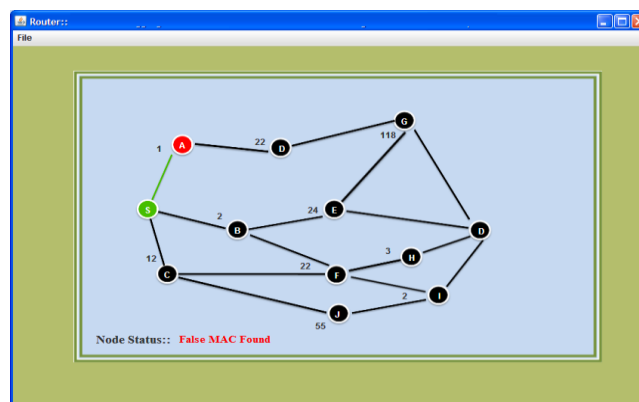 Router::
File
G
118
22
D
1
A
24
E
S
2
B
D
3
H
12
22
C
F
2
I
J
55
Node Status:: False MAC Found